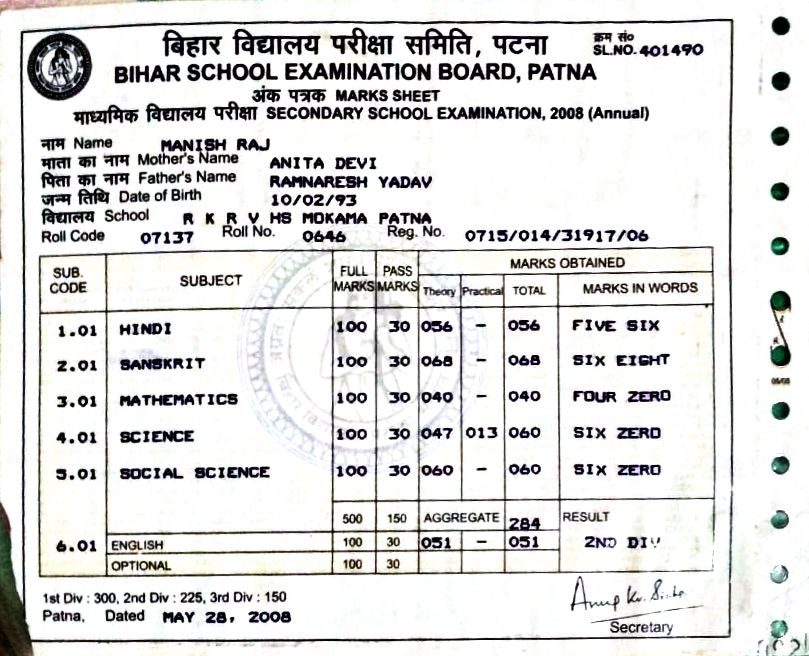 बिहार विद्यालय परीक्षा समिति, पटना
क्रम सं०
SL.NO. 401490
BIHAR SCHOOL EXAMINATION BOARD, PATNA
अंक पत्रक MARKS SHEET
माध्यमिक विद्यालय परीक्षा SECONDARY SCHOOL EXAMINATION, 2008 (Annual)
नाम Name MANISH RAJ
माता का नाम Mother's Name ANITA DEVI
पिता का नाम Father's Name RAMNARESH YADAV
जन्म तिथि Date of Birth 10/02/93
विद्यालय School R K R V HS MOKAMA PATNA
Roll Code 07137 Roll No. 0646 Reg. No. 0715/014/31917/06
SUB. CODE SUBJECT FULL MARKS PASS MARKS MARKS OBTAINED
Theory Practical TOTAL MARKS IN WORDS
1.01 HINDI 100 30 056 - 056 FIVE SIX
2.01 SANSKRIT 100 30 068 - 068 SIX EIGHT
3.01 MATHEMATICS 100 30 040 - 040 FOUR ZERO
4.01 SCIENCE 100 30 047 013 060 SIX ZERO
5.01 SOCIAL SCIENCE 100 30 060 - 060 SIX ZERO
500 150 AGGREGATE 284 RESULT
6.01 ENGLISH 100 30 051 - 051 2ND DIV
OPTIONAL 100 30
1st Div : 300, 2nd Div : 225, 3rd Div : 150
Patna, Dated MAY 28, 2008
Secretary